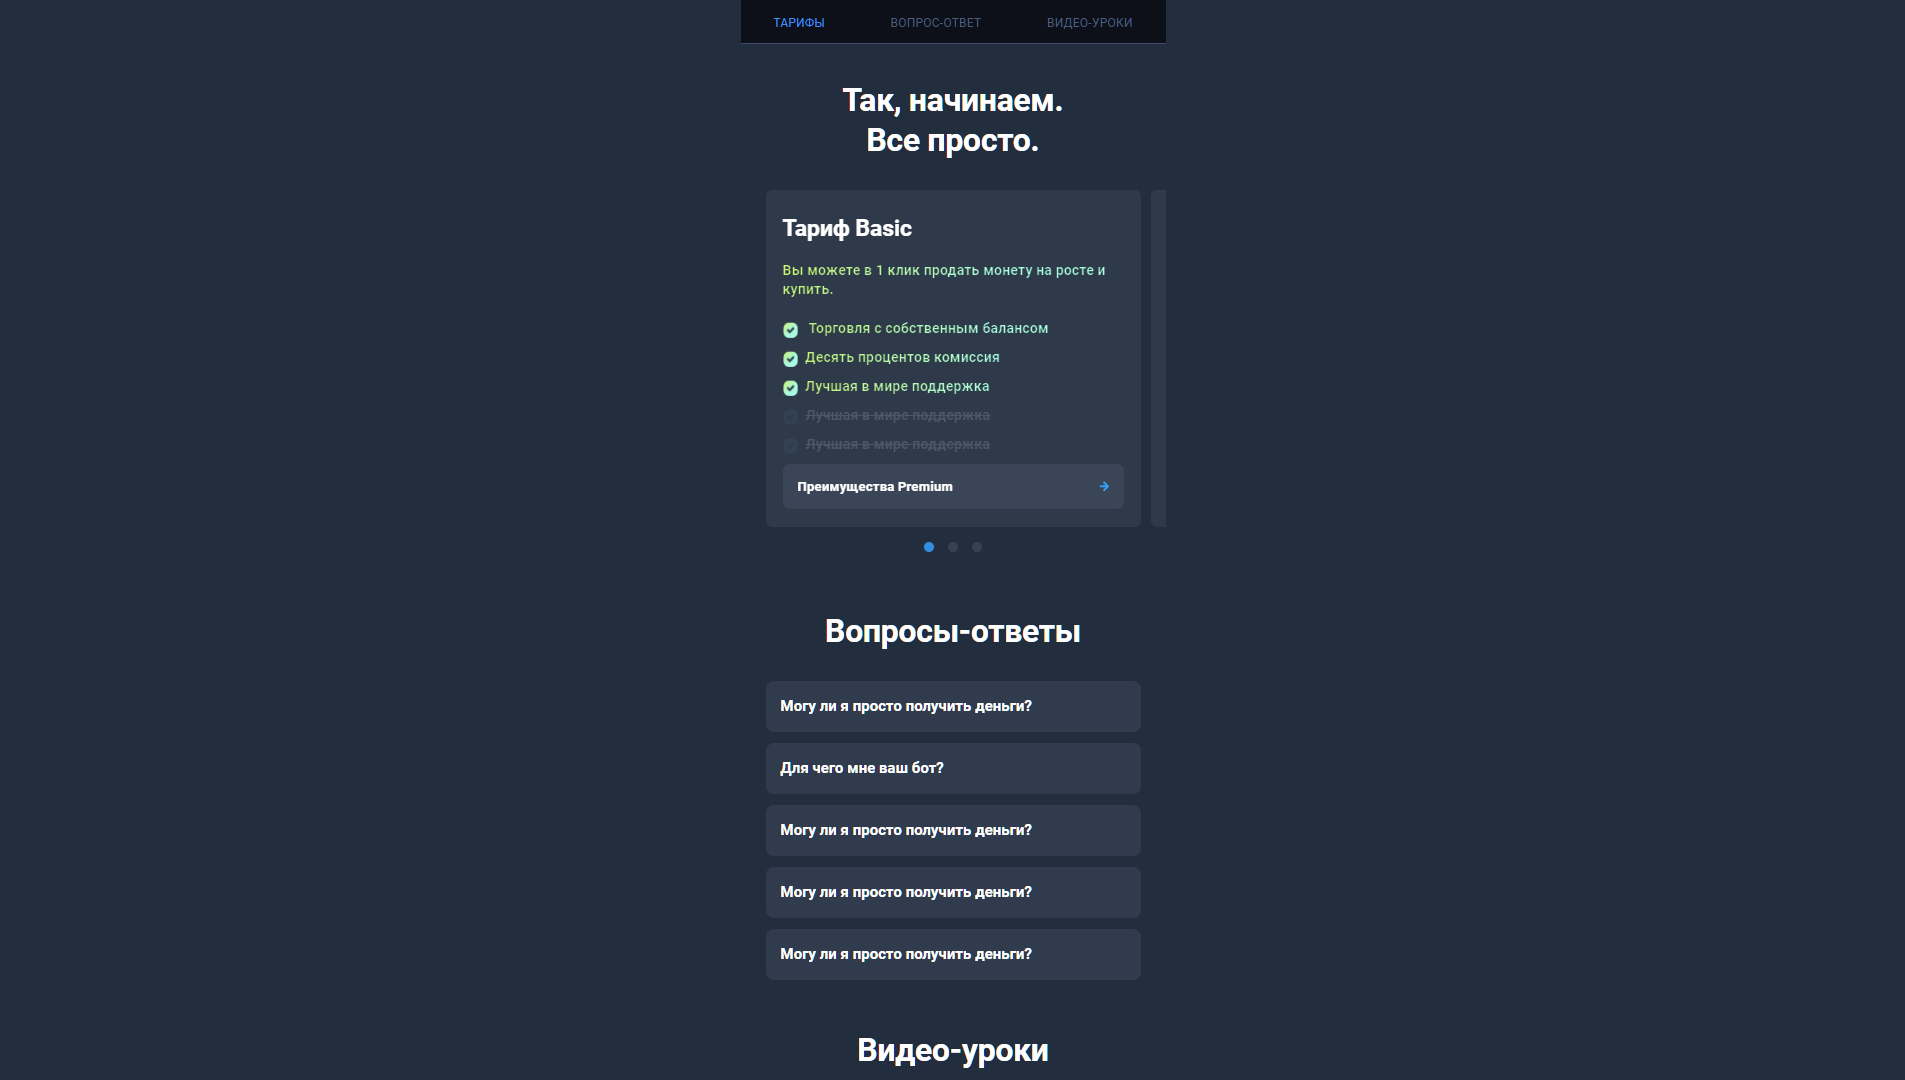 ТАРИФЫ ВОПРОС-ОТВЕТ ВИДЕО-УРОКИ
Так, начинаем.
Все просто.
Тариф Basic
Вы можете в 1 клик продать монету на росте и
купить.
Торговля с собственным балансом
Десять процентов комиссия
Лучшая в мире поддержка
Лучшая в мире поддержка
Лучшая в мире поддержка
Преимущества Premium
Вопросы-ответы
Могу ли я просто получить деньги?
Для чего мне ваш бот?
Могу ли я просто получить деньги?
Могу ли я просто получить деньги?
Могу ли я просто получить деньги?
Видео-уроки